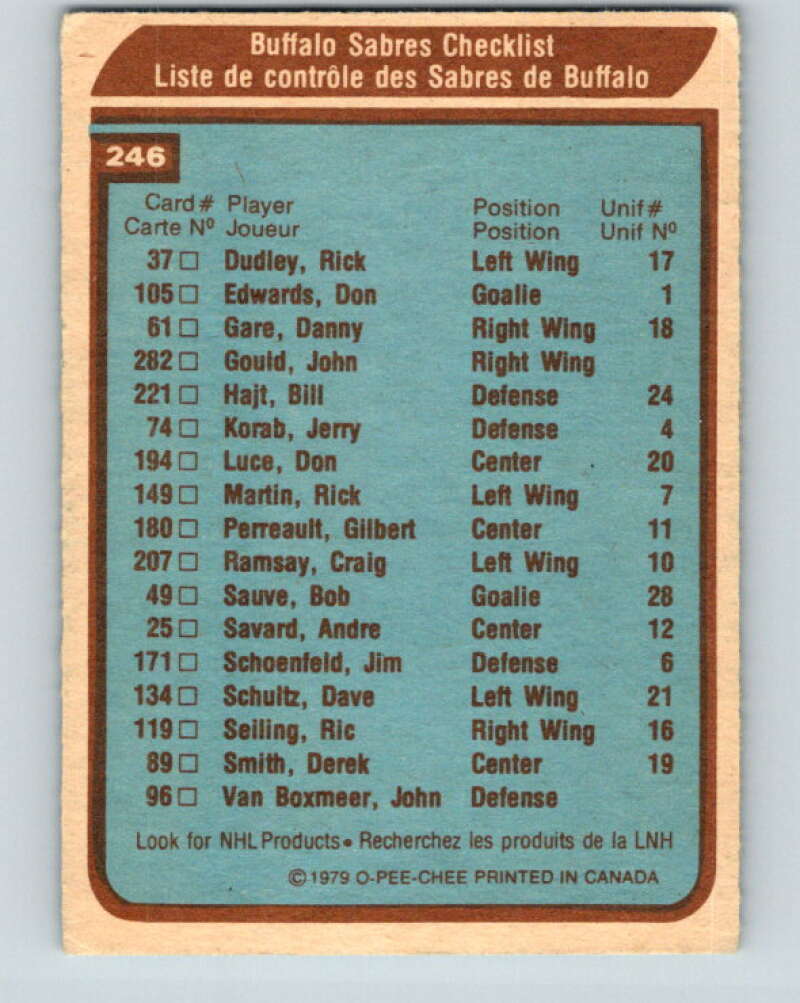 Buffalo Sabres Checklist
Liste de contrôle des Sabres de Buffalo
246
Card # Player Position Unif #
Carte Nº Joueur Position Unif Nº
37 □ Dudley, Rick Left Wing 17
105 □ Edwards, Don Goalie 1
61 □ Gare, Danny Right Wing 18
282 □ Gould, John Right Wing
221 □ Hajt, Bill Defense 24
74 □ Korab, Jerry Defense 4
194 □ Luce, Don Center 20
149 □ Martin, Rick Left Wing 7
180 □ Perreault, Gilbert Center 11
207 □ Ramsay, Craig Left Wing 10
49 □ Sauve, Bob Goalie 28
25 □ Savard, Andre Center 12
171 □ Schoenfeld, Jim Defense 6
134 □ Schultz, Dave Left Wing 21
119 □ Seiling, Ric Right Wing 16
89 □ Smith, Derek Center 19
96 □ Van Boxmeer, John Defense
Look for NHL Products • Recherchez les produits de la LNH
© 1979 O-PEE-CHEE PRINTED IN CANADA